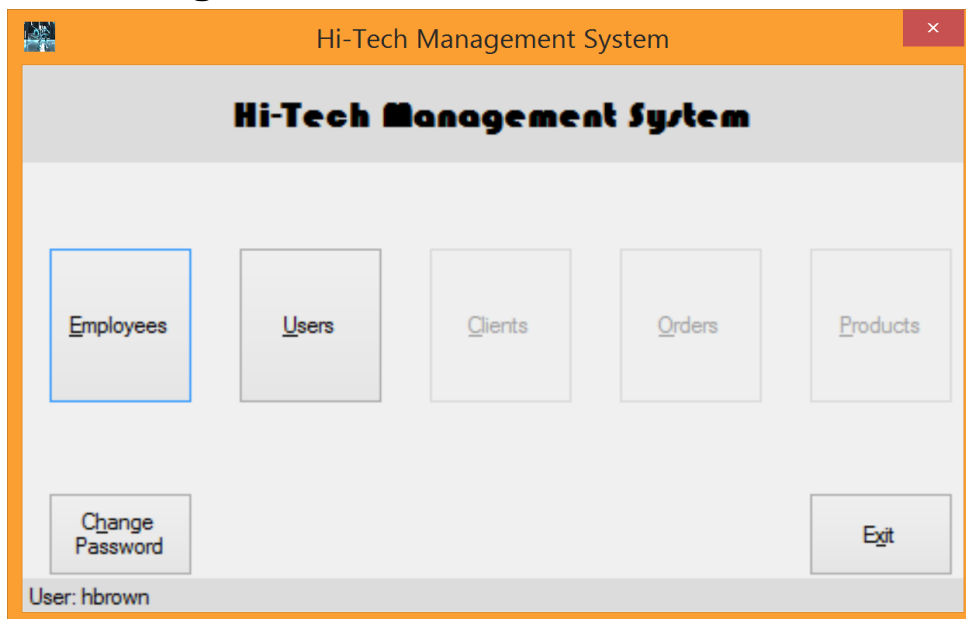 Hi-Tech Management System
Hi-Tech Management System
Employees
Users
Clients
Orders
Products
Change
Password
Exit
User: hbrown